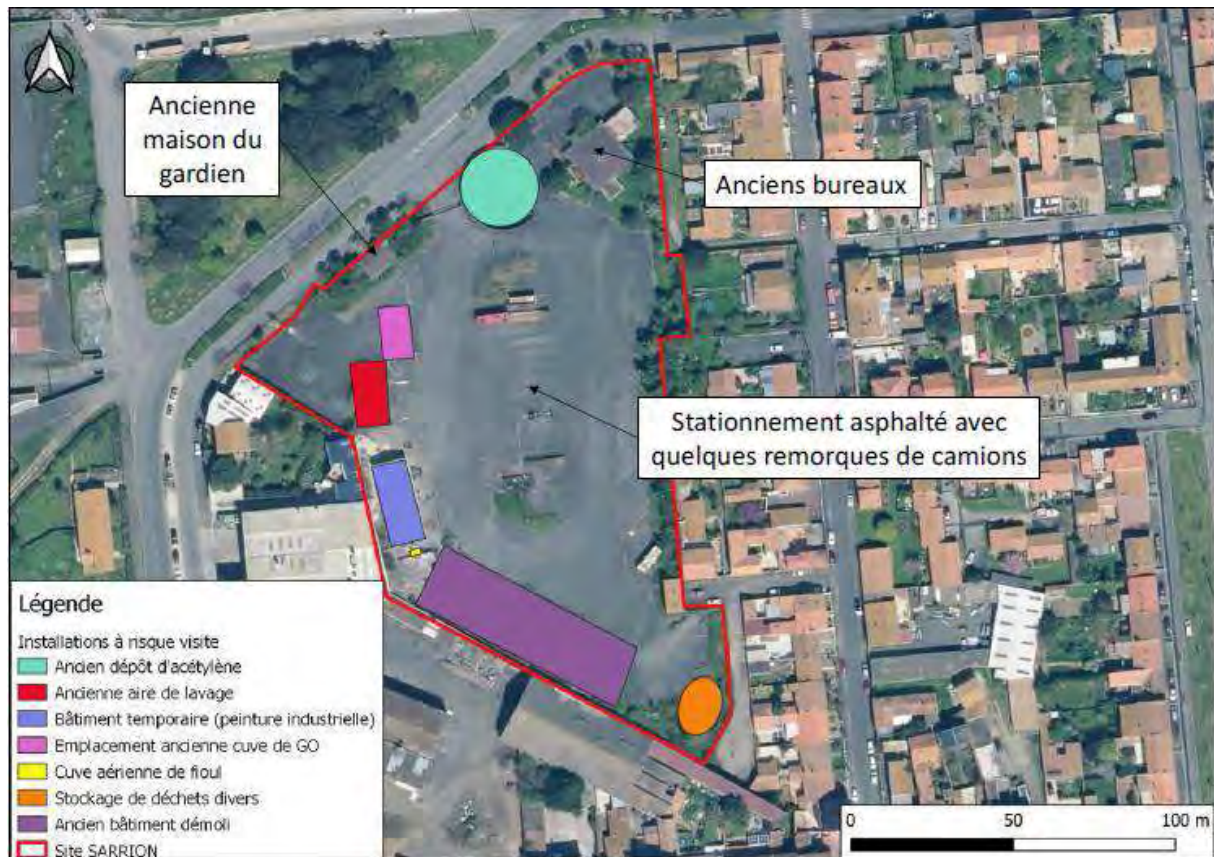 Ancienne
maison du
gardien
Anciens bureaux
Stationnement asphalté avec
quelques remorques de camions
Légende
Installations à risque visite
Ancien dépôt d'acétylène
Ancienne aire de lavage
Bâtiment temporaire (peinture industrielle)
Emplacement ancienne cuve de GO
Cuve aérienne de fioul
Stockage de déchets divers
Ancien bâtiment démoli
Site SARRION
0 50 100 m